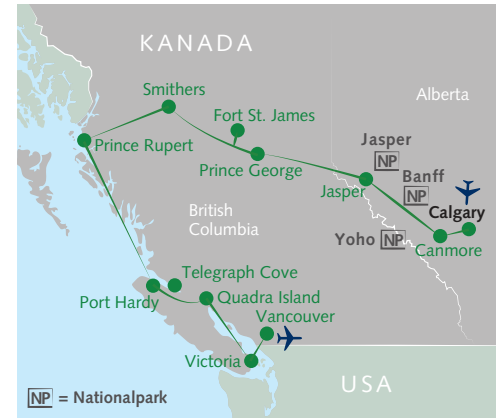 KANADA
Smithers
Alberta
Fort St. James
Jasper
NP
Prince Rupert
Prince George
Banff
NP
Jasper
Calgary
British
Columbia
Yoho NP
Canmore
Telegraph Cove
Port Hardy
Quadra Island
Vancouver
Victoria
USA
NP = Nationalpark